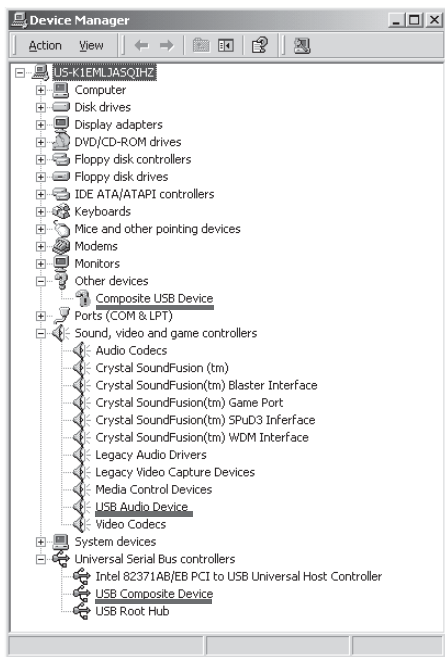 Device Manager
Action View
US-K1EMLJASQIHZ
Computer
Disk drives
Display adapters
DVD/CD-ROM drives
Floppy disk controllers
Floppy disk drives
IDE ATA/ATAPI controllers
Keyboards
Mice and other pointing devices
Modems
Monitors
Other devices
Composite USB Device
Ports (COM & LPT)
Sound, video and game controllers
Audio Codecs
Crystal SoundFusion (tm)
Crystal SoundFusion(tm) Blaster Interface
Crystal SoundFusion(tm) Game Port
Crystal SoundFusion(tm) SPuD3 Inferface
Crystal SoundFusion(tm) WDM Interface
Legacy Audio Drivers
Legacy Video Capture Devices
Media Control Devices
USB Audio Device
Video Codecs
System devices
Universal Serial Bus controllers
Intel 82371AB/EB PCI to USB Universal Host Controller
USB Composite Device
USB Root Hub